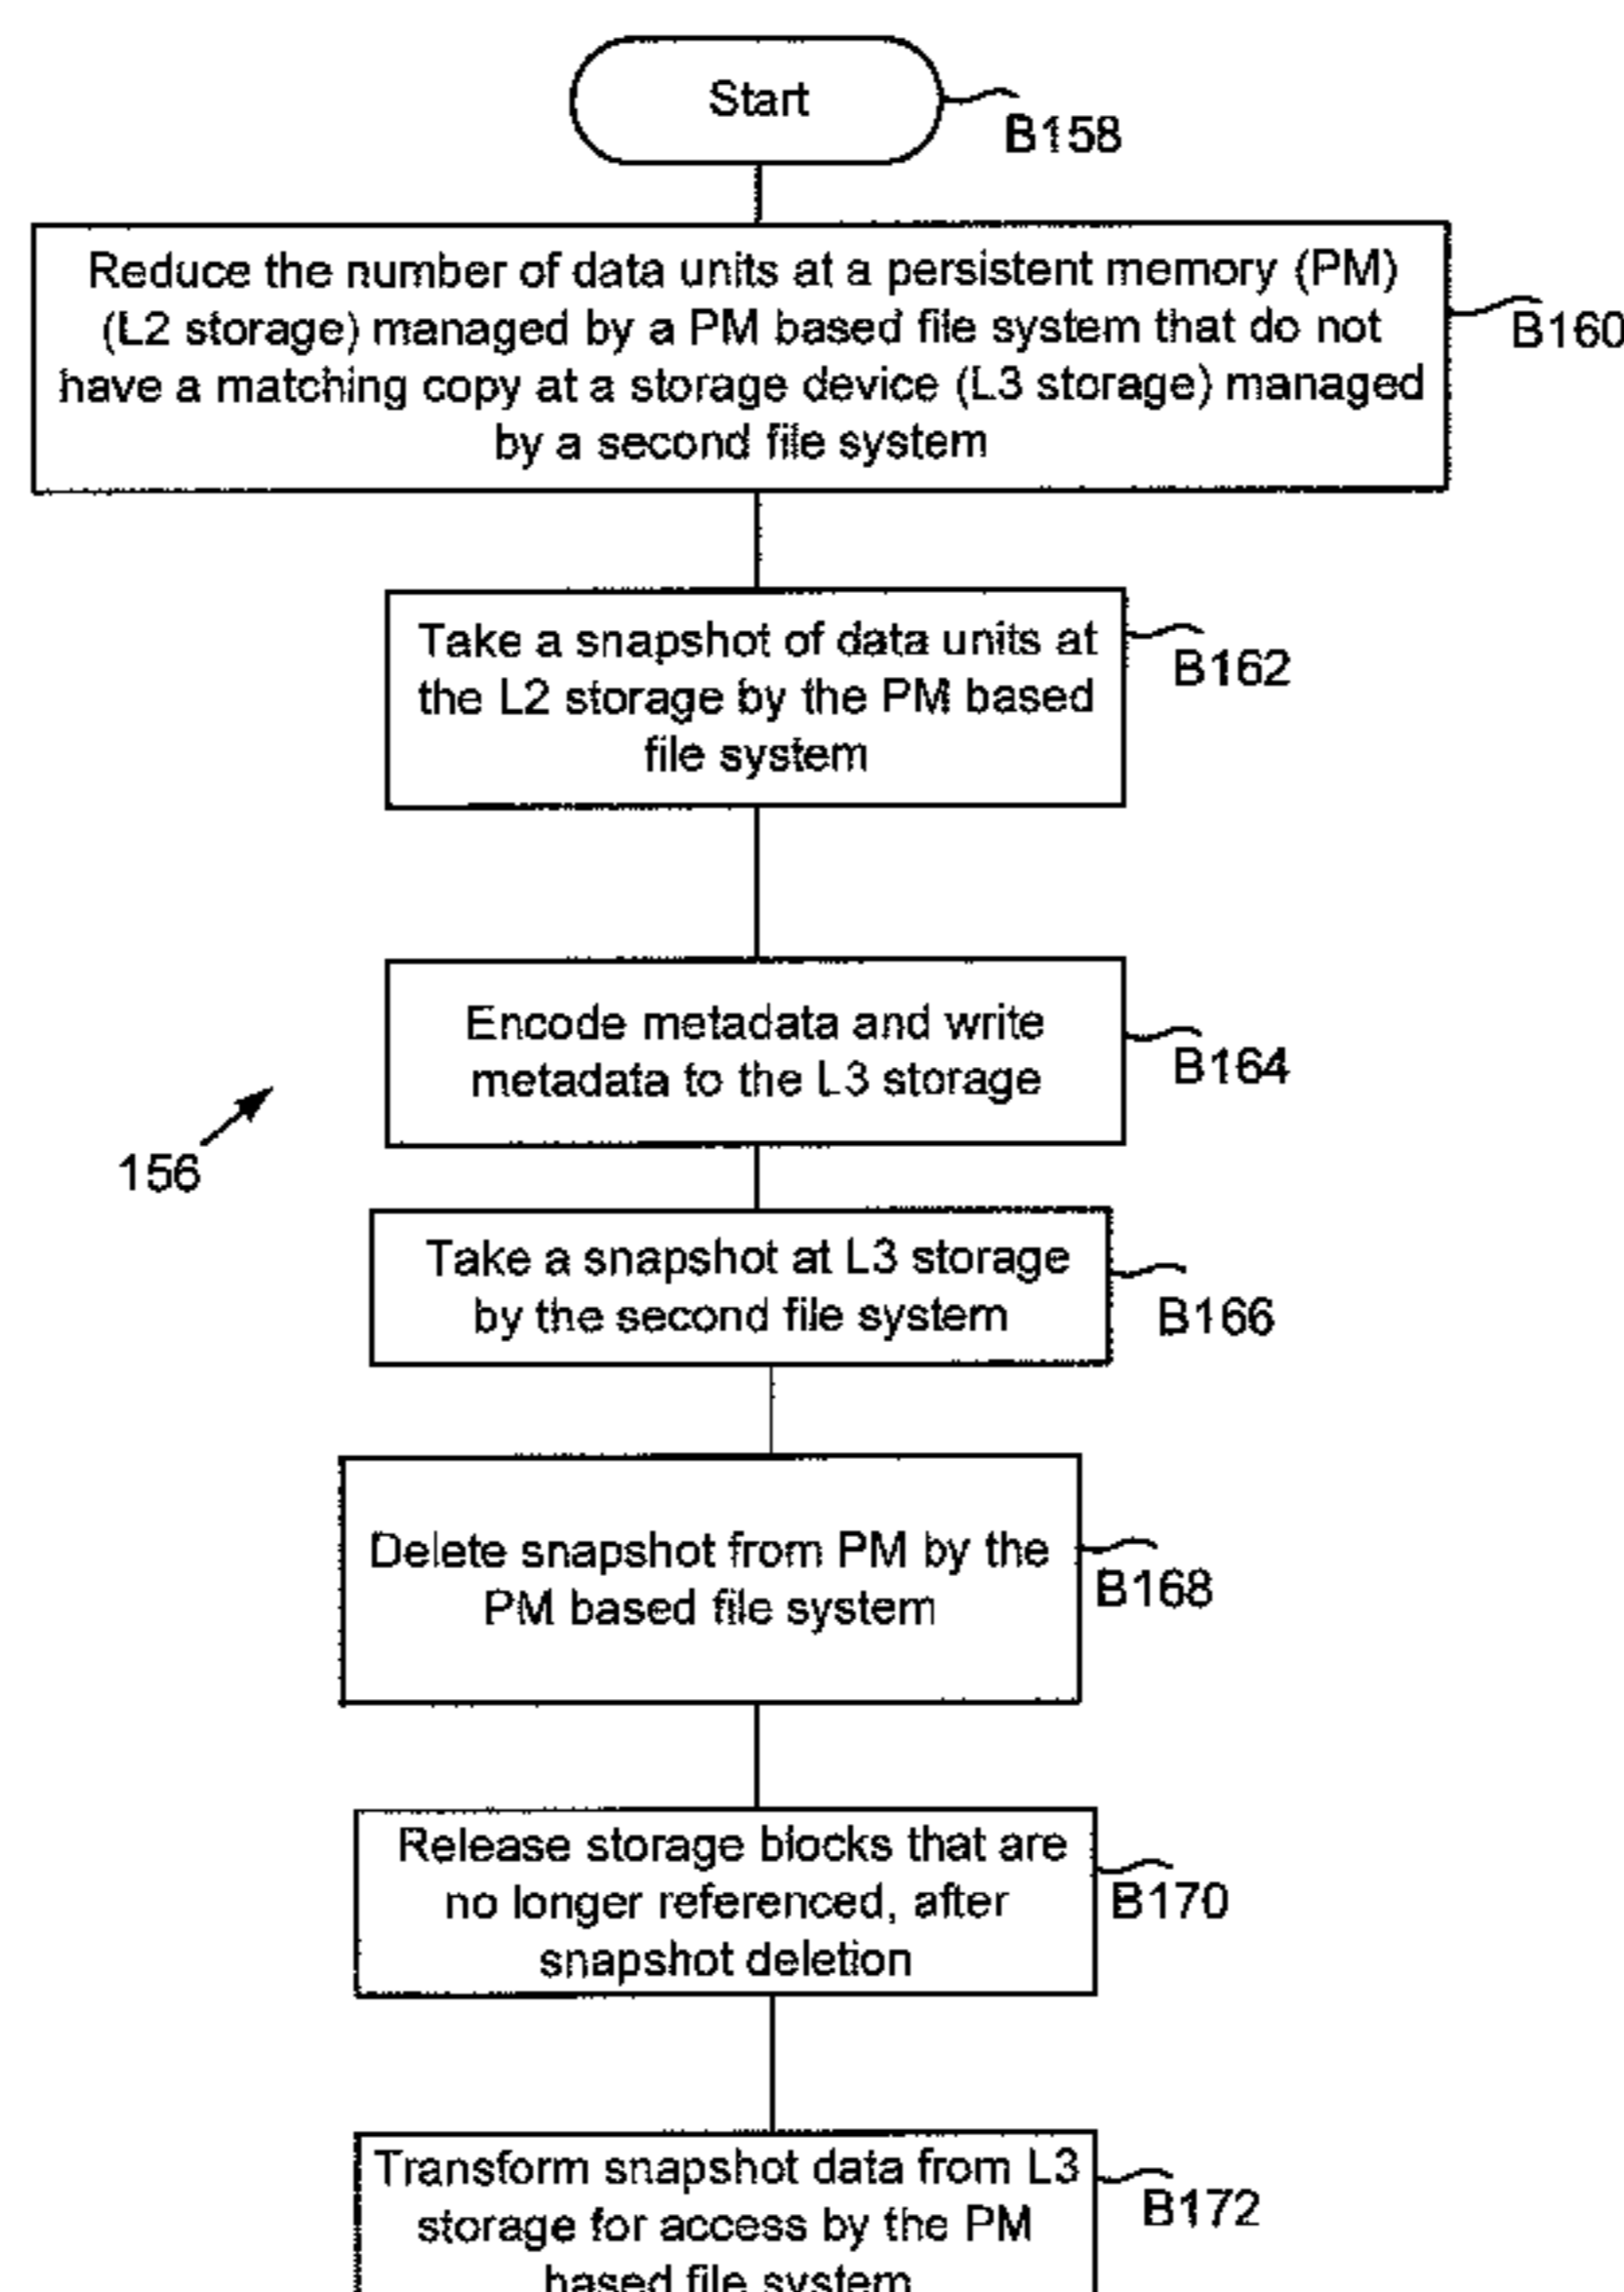 Start
B158
Reduce the number of data units at a persistent memory (PM)
(L2 storage) managed by a PM based file system that do not
have a matching copy at a storage device (L3 storage) managed
by a second file system
B160
Take a snapshot of data units at
the L2 storage by the PM based
file system
B162
Encode metadata and write
metadata to the L3 storage
B164
156
Take a snapshot at L3 storage
by the second file system
B166
Delete snapshot from PM by the
PM based file system
B168
Release storage blocks that are
no longer referenced, after
snapshot deletion
B170
Transform snapshot data from L3
storage for access by the PM
based file system
B172